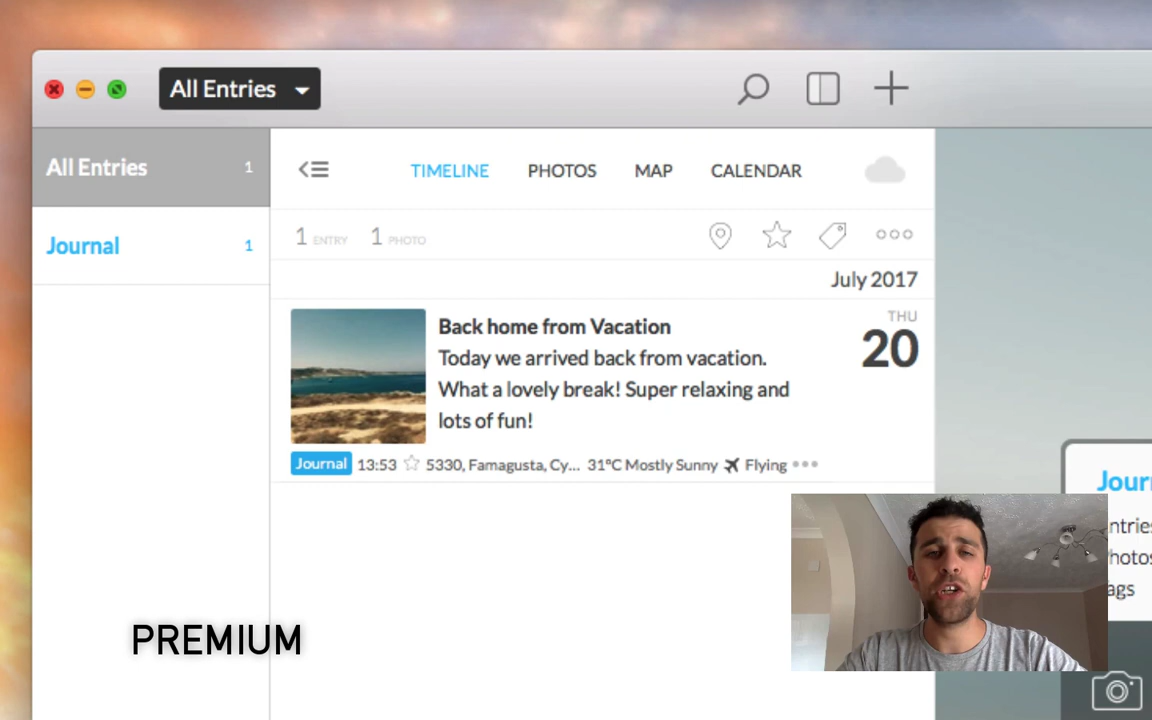 All Entries
All Entries 1
TIMELINE PHOTOS MAP CALENDAR
Journal 1
1 ENTRY 1 PHOTO
July 2017
Back home from Vacation
Today we arrived back from vacation.
What a lovely break! Super relaxing and
lots of fun!
THU
20
Journal 13:53 5330, Famagusta, Cy... 31°C Mostly Sunny Flying
Jour
ntries
hotos
ags
PREMIUM